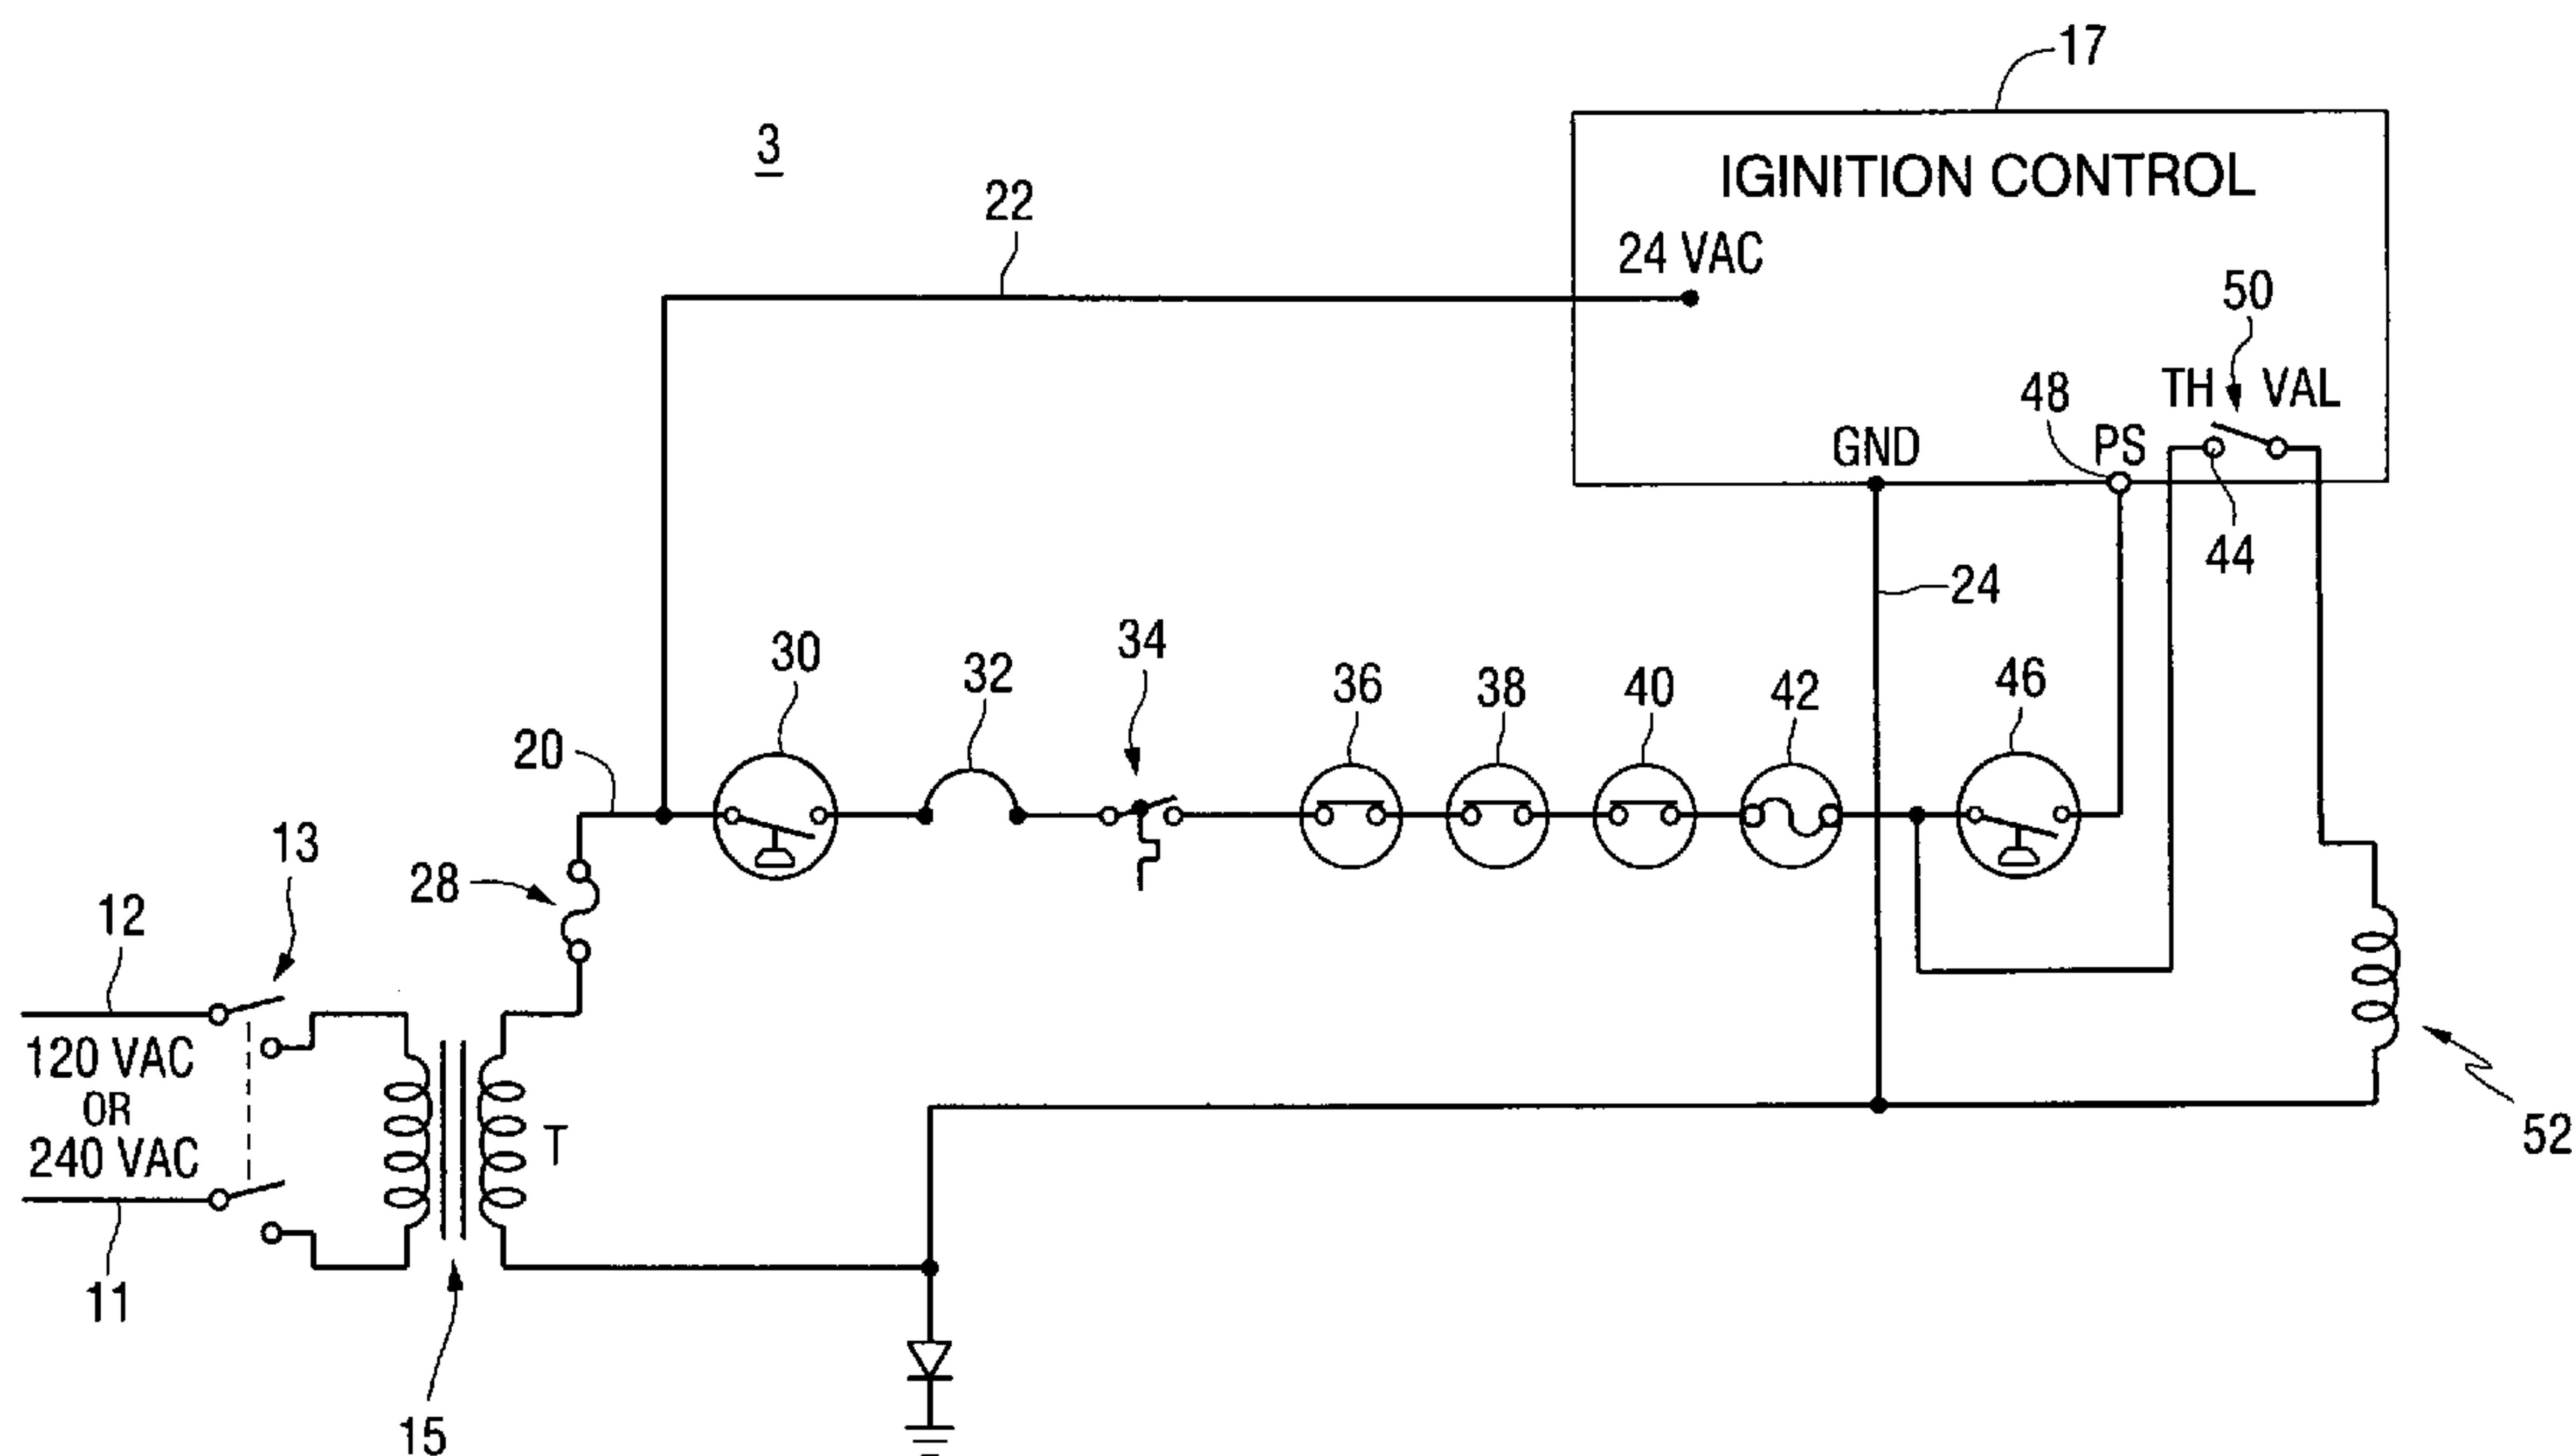 17
3
IGINITION CONTROL
22
24 VAC
50
48
TH
VAL
GND
PS
44
24
30
32
34
36
38
40
42
46
20
13
28
12
120 VAC
OR
240 VAC
T
52
11
15